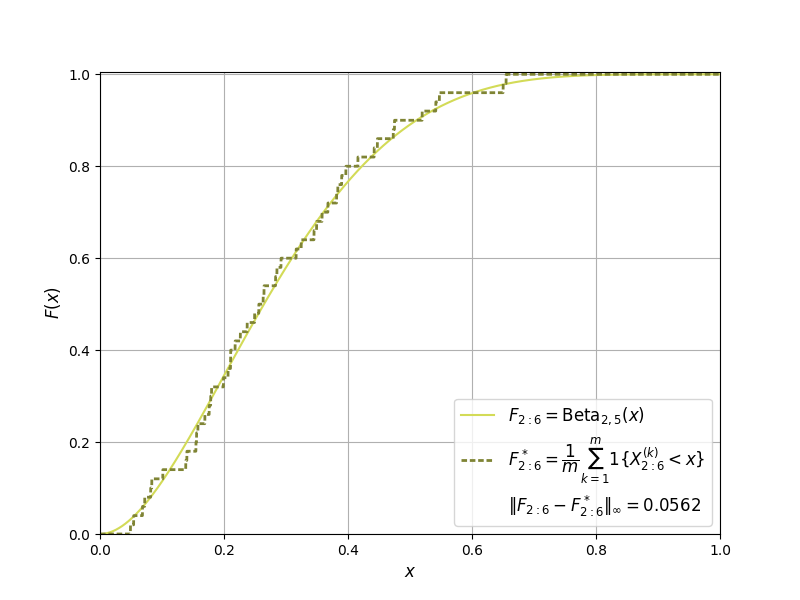 1.0
0.8
0.6
0.4
0.2
0.0
F(x)
0.0 0.2 0.4 0.6 0.8 1.0
x
F_{2:6} = Beta_{2,5}(x)
F^*_{2:6} = \frac{1}{m} \sum_{k=1}^{m} 1\{X^{(k)}_{2:6} < x\}
‖F_{2:6} − F^*_{2:6}‖_∞ = 0.0562